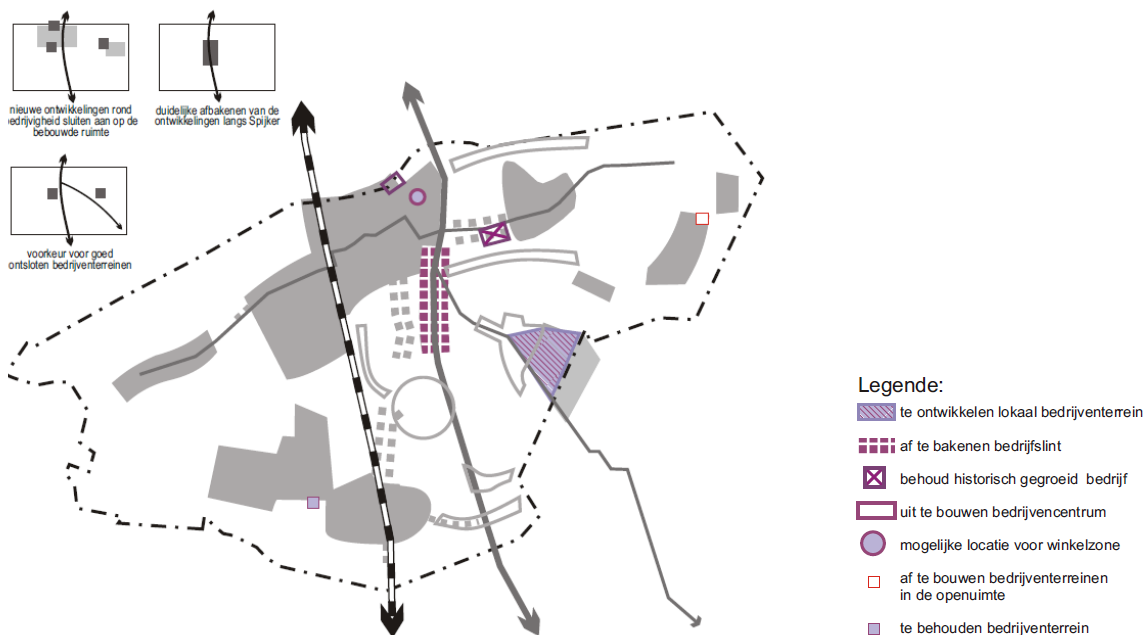 nieuwe ontwikkelingen rond
bedrijvigheid sluiten aan op de
bebouwde ruimte
duidelijke afbakenen van de
ontwikkelingen langs Spijker
voorkeur voor goed
ontsloten bedrijventerreinen
Legende:
te ontwikkelen lokaal bedrijventerrein
af te bakenen bedrijfslint
behoud historisch gegroeid bedrijf
uit te bouwen bedrijvencentrum
mogelijke locatie voor winkelzone
af te bouwen bedrijventerreinen
in de openuimte
te behouden bedrijventerrein